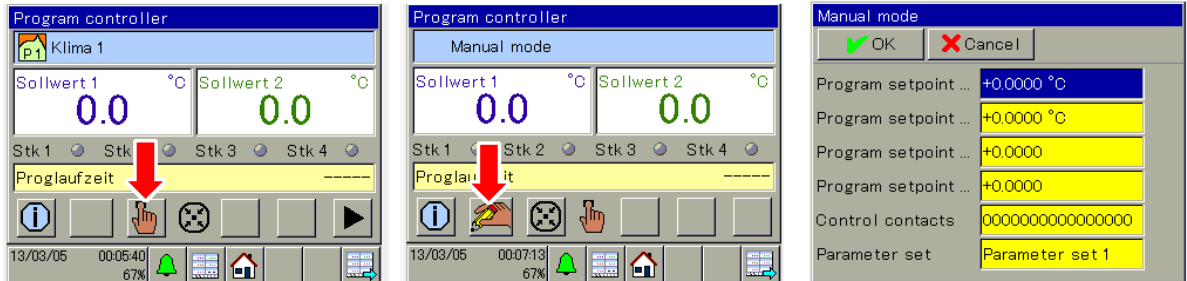 Program controller
P1 Klima 1
Sollwert 1 °C Sollwert 2 °C
0.0 0.0
Stk 1 Stk Stk 3 Stk 4
Proglaufzeit -----
13/03/05 00:05:40
67%
Program controller
Manual mode
Sollwert 1 °C Sollwert 2 °C
0.0 0.0
Stk 1 Stk 2 Stk 3 Stk 4
Proglau it -----
13/03/05 00:07:13
67%
Manual mode
OK Cancel
Program setpoint ... +0.0000 °C
Program setpoint ... +0.0000 °C
Program setpoint ... +0.0000
Program setpoint ... +0.0000
Control contacts 0000000000000000
Parameter set Parameter set 1